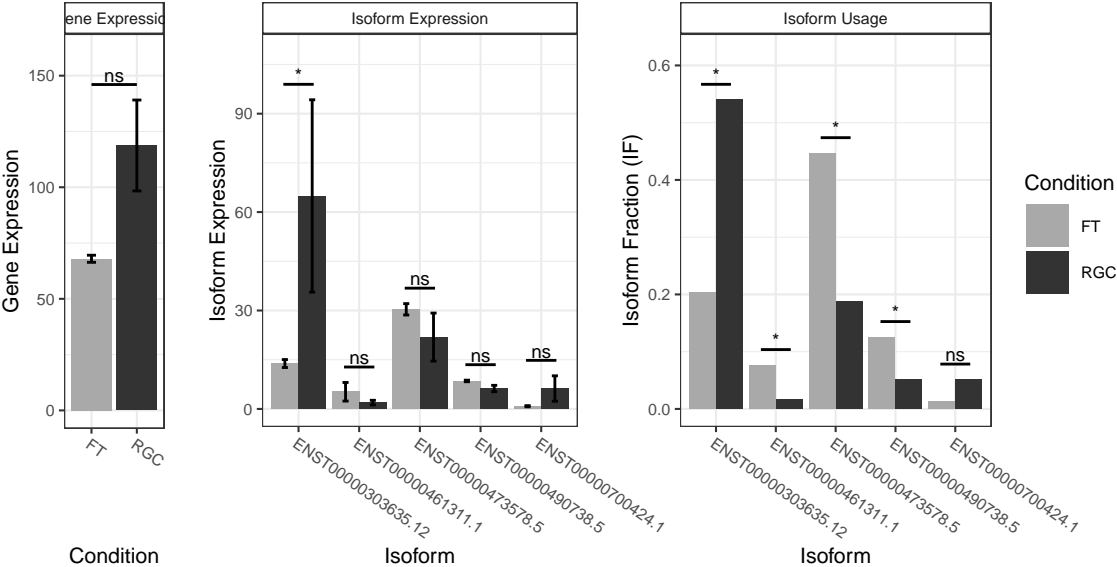 ene Expressio
Gene Expression
150
100
50
0
ns
FT
RGC
Condition
Isoform Expression
Isoform Expression
90
60
30
0
*
ns
ns
ns
ns
ENST00000303635.12
ENST00000461311.1
ENST00000473578.5
ENST00000490738.5
ENST00000700424.1
Isoform
Isoform Usage
Isoform Fraction (IF)
0.6
0.4
0.2
0.0
*
*
*
*
ns
ENST00000303635.12
ENST00000461311.1
ENST00000473578.5
ENST00000490738.5
ENST00000700424.1
Isoform
Condition
FT
RGC